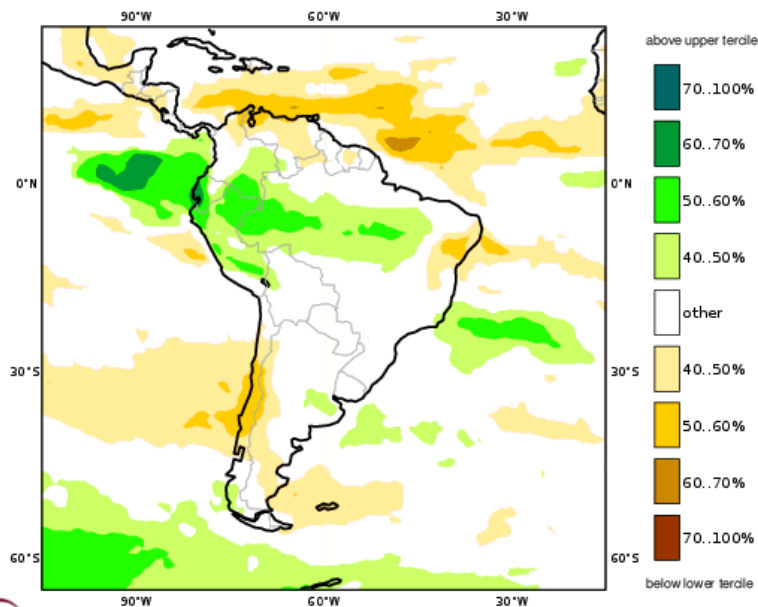 90°W 60°W 30°W
above upper tercile
70..100%
60..70%
50..60%
40..50%
other
40..50%
50..60%
60..70%
70..100%
below lower tercile
0°N 0°N
30°S 30°S
60°S 60°S
90°W 60°W 30°W